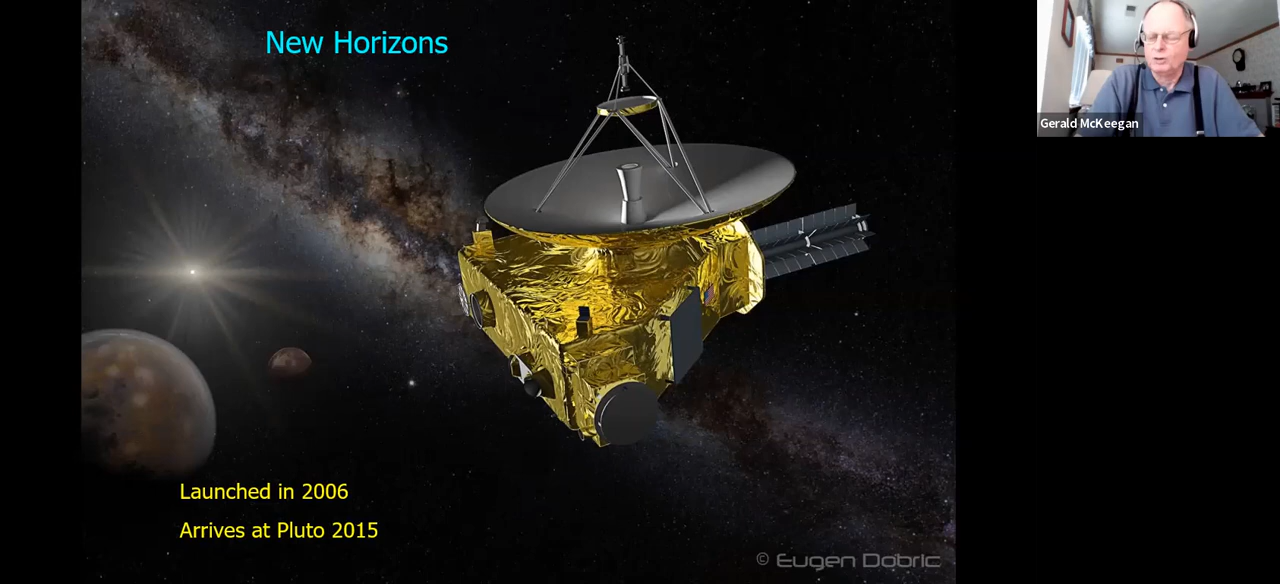 New Horizons
Gerald McKeegan
Launched in 2006
Arrives at Pluto 2015
© Eugen Dobric